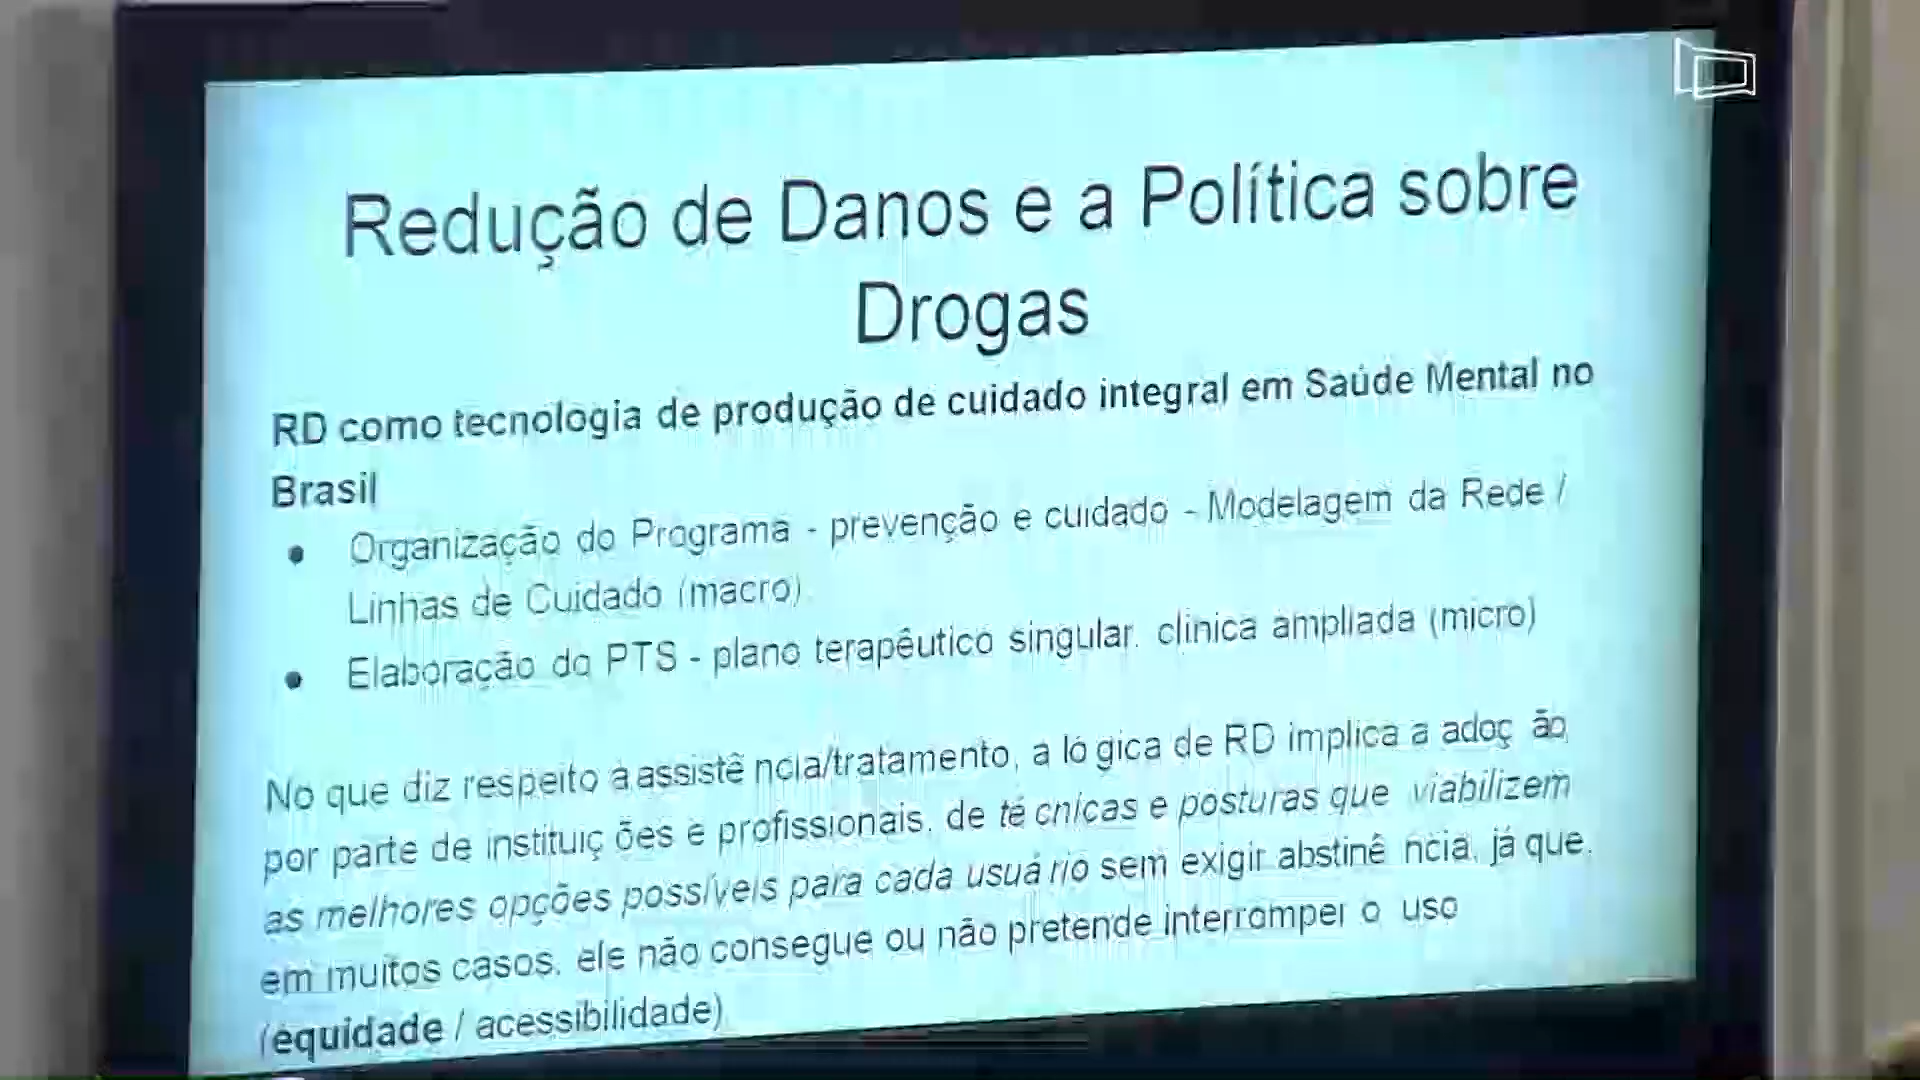 Redução de Danos e a Política sobre
Drogas
RD como tecnologia de produção de cuidado integral em Saúde Mental no
Brasil
● Organização do Programa - prevenção e cuidado - Modelagem da Rede /
Linhas de Cuidado (macro)
● Elaboração do PTS - plano terapêutico singular, clínica ampliada (micro)
No que diz respeito à assistê ncia/tratamento, a ló gica de RD implica a adoç ão,
por parte de instituiç ões e profissionais, de té cnicas e posturas que viabilizem
as melhores opções possíveis para cada usuá rio sem exigir abstinê ncia, já que,
em muitos casos, ele não consegue ou não pretende interromper o uso
(equidade / acessibilidade)